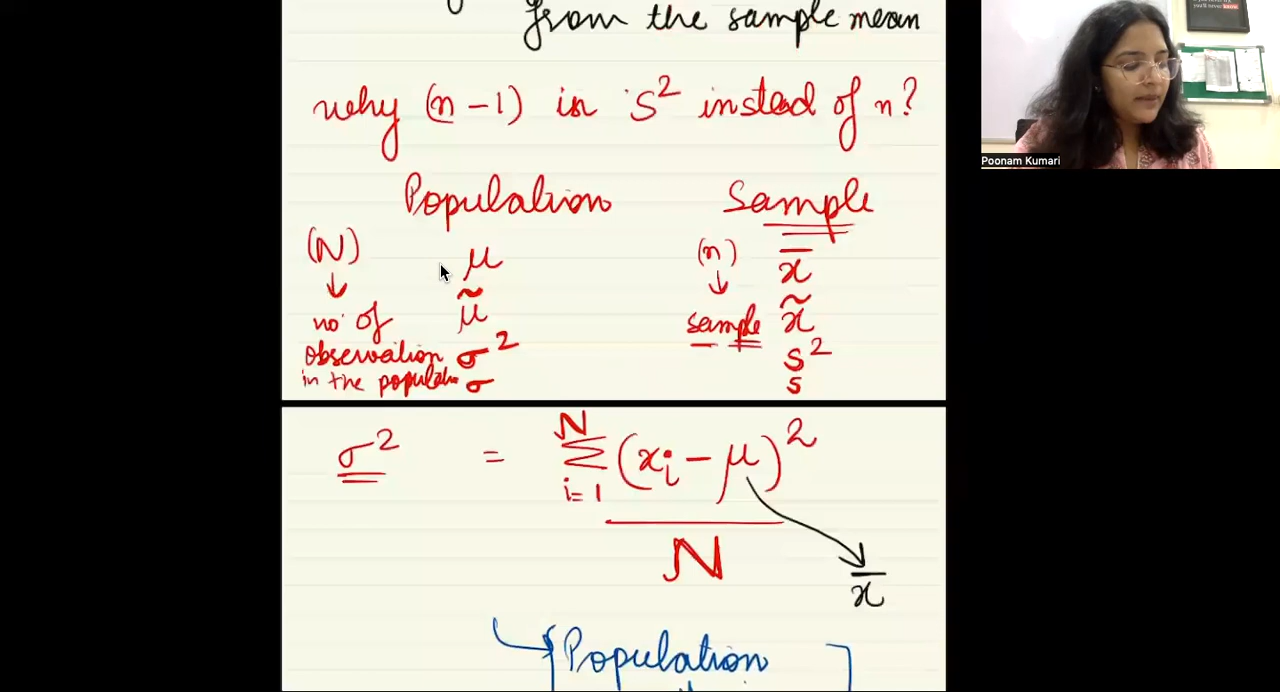 from the sample mean
why (n-1) in S² instead of n?
Population Sample
(N) μ (n) x̄
↓ μ̃ ↓ x̃
no. of sample
observation σ² S²
in the populatn σ s
σ² = N Σ i=1 (xi - μ)²
N
x̄
Population
Poonam Kumari